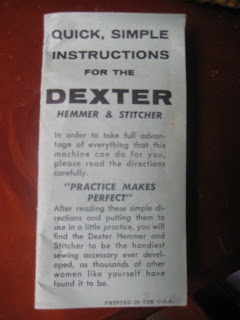 QUICK, SIMPLE
INSTRUCTIONS
FOR THE
DEXTER
HEMMER & STITCHER
In order to take full advan-
tage of everything that this
machine can do for you,
please read the directions
carefully.
"PRACTICE MAKES
PERFECT"
After reading these simple di-
rections and putting them to
use in a little practice, you will
find the Dexter Hemmer and
Stitcher to be the handiest
sewing accessory ever devel-
oped, as thousands of other
women like yourself have
found it to be.
PRINTED IN THE U.S.A.